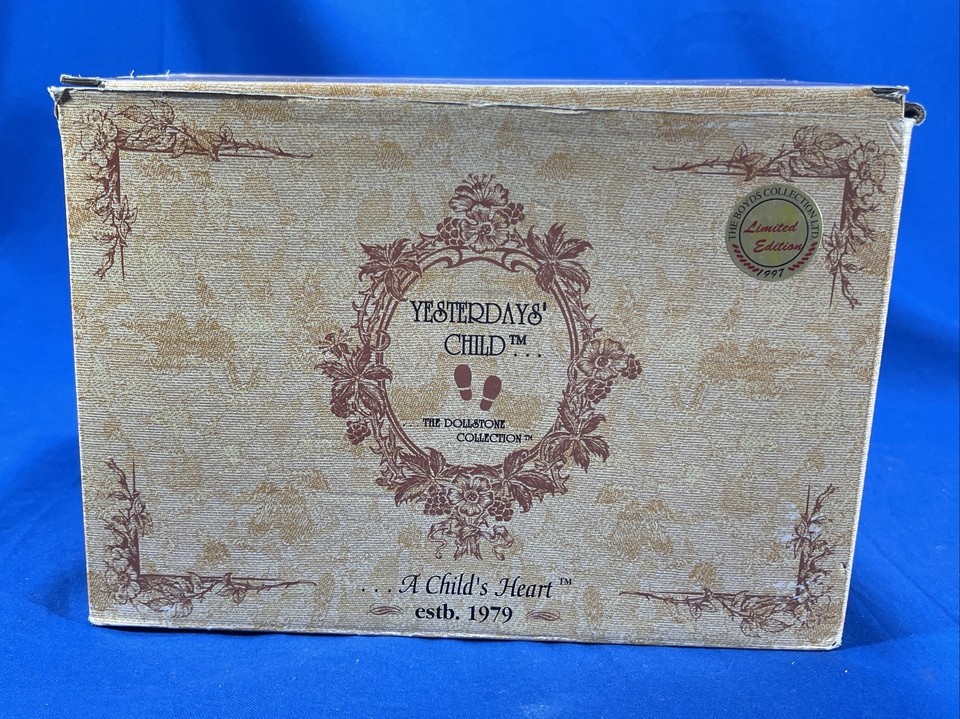 THE BOYDS COLLECTION LTD
Limited
Edition
1997
YESTERDAYS'
CHILD™...
...THE DOLLSTONE
COLLECTION™
...A Child's Heart™
estb. 1979